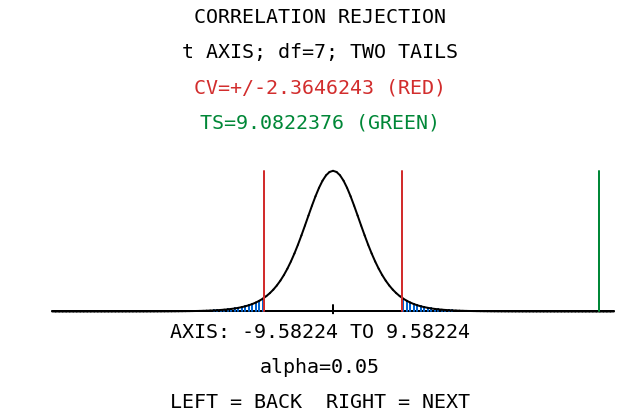 CORRELATION REJECTION
t AXIS; df=7; TWO TAILS
CV=+/-2.3646243 (RED)
TS=9.0822376 (GREEN)
AXIS: -9.58224 TO 9.58224
alpha=0.05
LEFT = BACK  RIGHT = NEXT